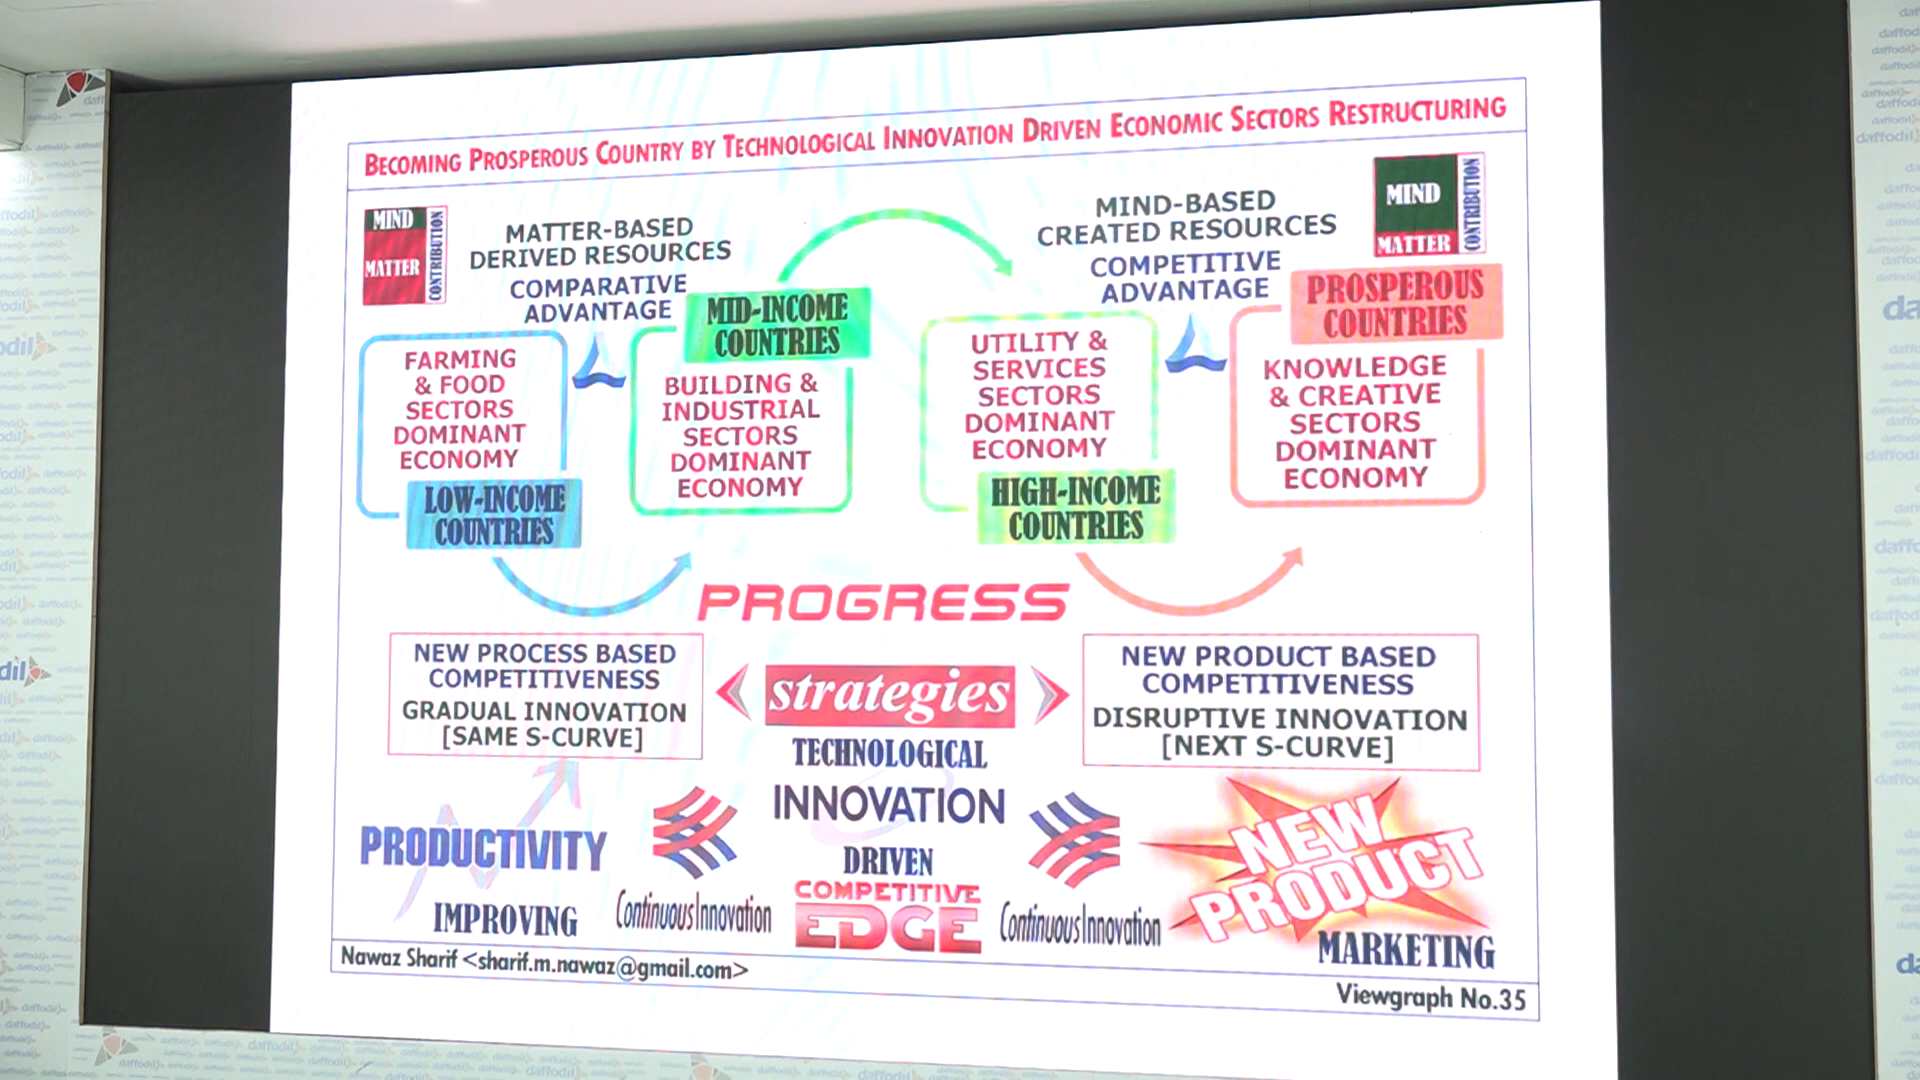 BECOMING PROSPEROUS COUNTRY BY TECHNOLOGICAL INNOVATION DRIVEN ECONOMIC SECTORS RESTRUCTURING
MIND
MATTER
CONTRIBUTION
MATTER-BASED
DERIVED RESOURCES
COMPARATIVE
ADVANTAGE
MIND-BASED
CREATED RESOURCES
COMPETITIVE
ADVANTAGE
MIND
MATTER
CONTRIBUTION
FARMING
& FOOD
SECTORS
DOMINANT
ECONOMY
LOW-INCOME
COUNTRIES
MID-INCOME
COUNTRIES
BUILDING &
INDUSTRIAL
SECTORS
DOMINANT
ECONOMY
UTILITY &
SERVICES
SECTORS
DOMINANT
ECONOMY
HIGH-INCOME
COUNTRIES
PROSPEROUS
COUNTRIES
KNOWLEDGE
& CREATIVE
SECTORS
DOMINANT
ECONOMY
PROGRESS
NEW PROCESS BASED
COMPETITIVENESS
GRADUAL INNOVATION
[SAME S-CURVE]
strategies
TECHNOLOGICAL
INNOVATION
DRIVEN
COMPETITIVE
EDGE
NEW PRODUCT BASED
COMPETITIVENESS
DISRUPTIVE INNOVATION
[NEXT S-CURVE]
PRODUCTIVITY
IMPROVING
Continuous Innovation
Continuous Innovation
NEW
PRODUCT
MARKETING
Nawaz Sharif <sharif.m.nawaz@gmail.com>
Viewgraph No.35
daffodil